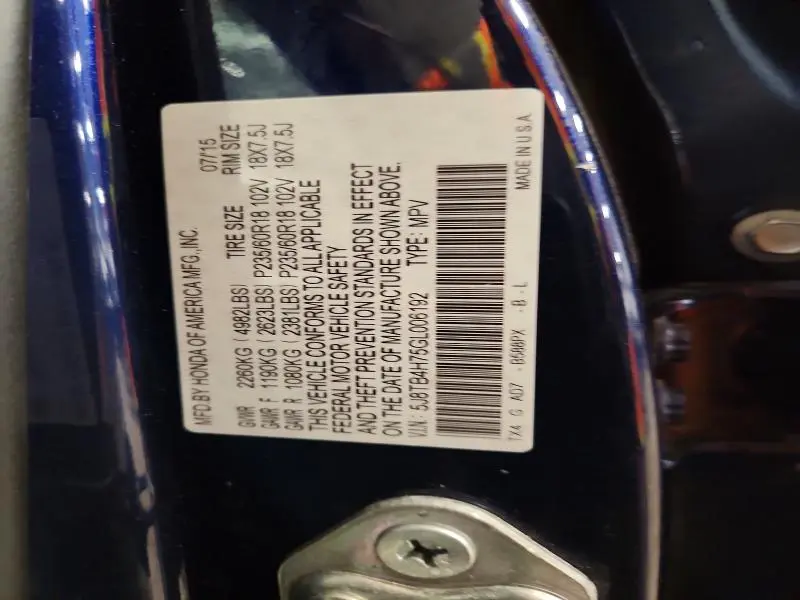 MFD BY HONDA OF AMERICA MFG.,INC. 07/15
GVWR 2260KG ( 4982LBS) TIRE SIZE RIM SIZE
GAWR F 1190KG ( 2623LBS) P235/60R18 102V 18X7.5J
GAWR R 1080KG ( 2381LBS) P235/60R18 102V 18X7.5J
THIS VEHICLE CONFORMS TO ALL APPLICABLE
FEDERAL MOTOR VEHICLE SAFETY
AND THEFT PREVENTION STANDARDS IN EFFECT
ON THE DATE OF MANUFACTURE SHOWN ABOVE.
V.I.N.: 5J8TB4H75GL006192 TYPE: MPV
TX4 G A07 - B588PX - B - L MADE IN U.S.A